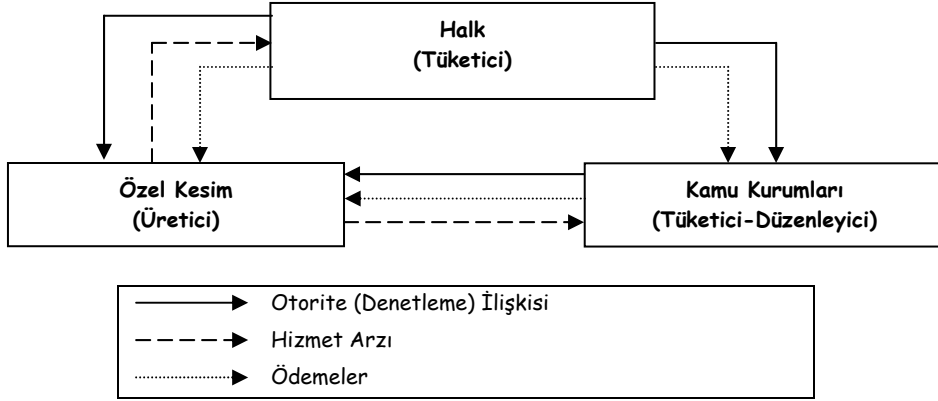 Halk
(Tüketici)
Özel Kesim
(Üretici)
Kamu Kurumları
(Tüketici-Düzenleyici)
Otorite (Denetleme) İlişkisi
Hizmet Arzı
Ödemeler